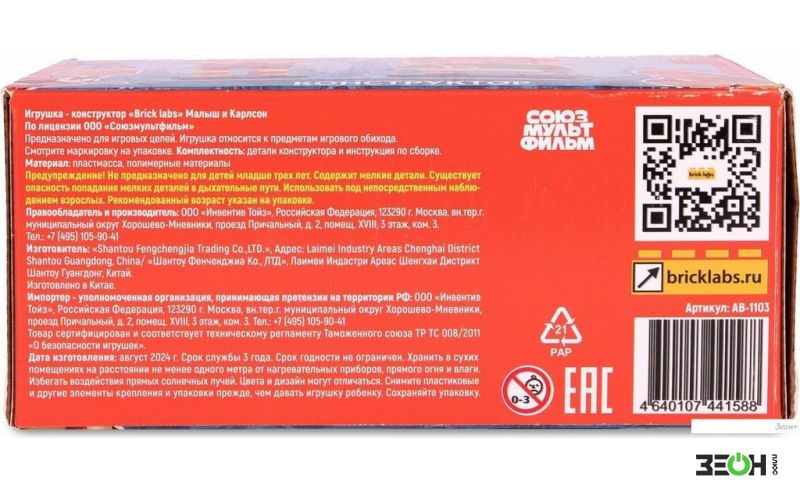 КОНСТРУКТОР
Игрушка - конструктор «Brick labs» Малыш и Карлсон
По лицензии ООО «Союзмультфильм»
Предназначено для игровых целей. Игрушка относится к предметам игрового обихода.
Смотрите маркировку на упаковке. Комплектность: детали конструктора и инструкция по сборке.
Материал: пластмасса, полимерные материалы
Предупреждение! Не предназначено для детей младше трех лет. Содержит мелкие детали. Существует
опасность попадания мелких деталей в дыхательные пути. Использовать под непосредственным наблю-
дением взрослых. Рекомендованный возраст указан на упаковке.
Правообладатель и производитель: ООО «Инвентив Тойз», Российская Федерация, 123290 г. Москва, вн.тер.г.
муниципальный округ Хорошево-Мневники, проезд Причальный, д. 2, помещ. XVIII, 3 этаж, ком. 3.
Тел.: +7 (495) 105-90-41
Изготовитель: «Shantou Fengchengjia Trading Co.,LTD.», Адрес: Laimei Industry Areas Chenghai District
Shantou Guangdong, China/ «Шантоу Фенченджиа Ко., ЛТД», Лаимеи Индастри Ареас Шенгхаи Дистрикт
Шантоу Гуангдонг, Китай.
Изготовлено в Китае.
Импортер - уполномоченная организация, принимающая претензии на территории РФ: ООО «Инвентив
Тойз», Российская Федерация, 123290 г. Москва, вн.тер.г. муниципальный округ Хорошево-Мневники,
проезд Причальный, д. 2, помещ. XVIII, 3 этаж, ком. 3. Тел.: +7 (495) 105-90-41
Товар сертифицирован и соответствует техническому регламенту Таможенного союза ТР ТС 008/2011
«О безопасности игрушек».
Дата изготовления: август 2024 г. Срок службы 3 года. Срок годности не ограничен. Хранить в сухих
помещениях на расстоянии не менее одного метра от нагревательных приборов, прямого огня и влаги.
Избегать воздействия прямых солнечных лучей. Цвета и дизайн могут отличаться. Снимите пластиковые
и другие элементы крепления и упаковки прежде, чем давать игрушку ребенку. Сохраняйте упаковку.
СОЮЗ
МУЛЬТ
ФИЛЬМ
brick labs
bricklabs.ru
Артикул: AB-1103
21
PAP
0-3
EAC
4 640107 441588
Зеон+
ЗЕОН
плюс